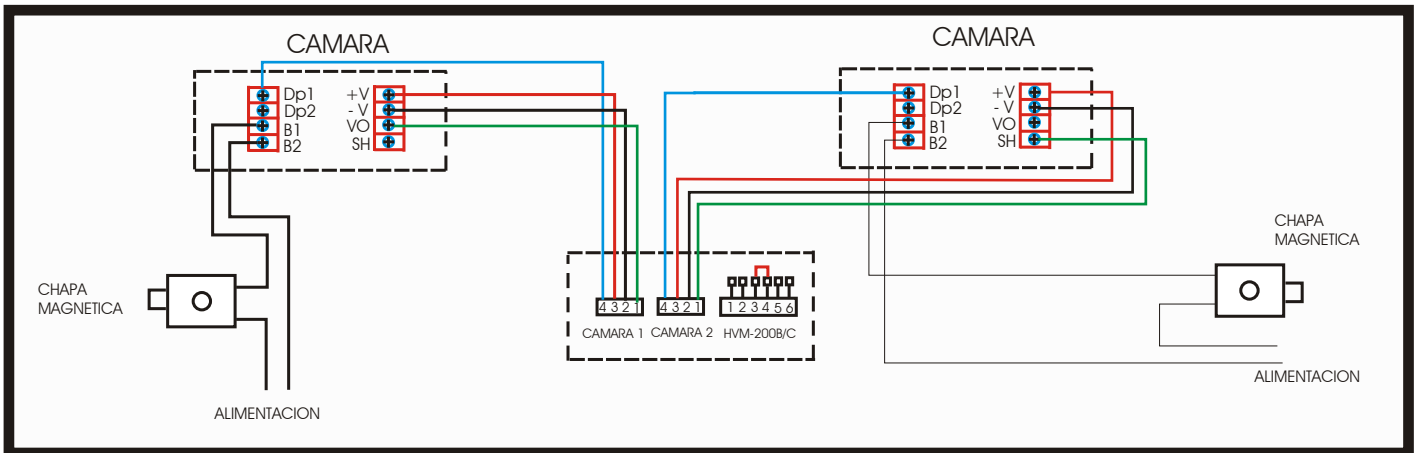 CAMARA
Dp1
Dp2
B1
B2
+V
- V
VO
SH
CAMARA
Dp1
Dp2
B1
B2
+V
- V
VO
SH
CHAPA
MAGNETICA
ALIMENTACION
4 3 2 1
CAMARA 1
4 3 2 1
CAMARA 2
1 2 3 4 5 6
HVM-200B/C
CHAPA
MAGNETICA
ALIMENTACION